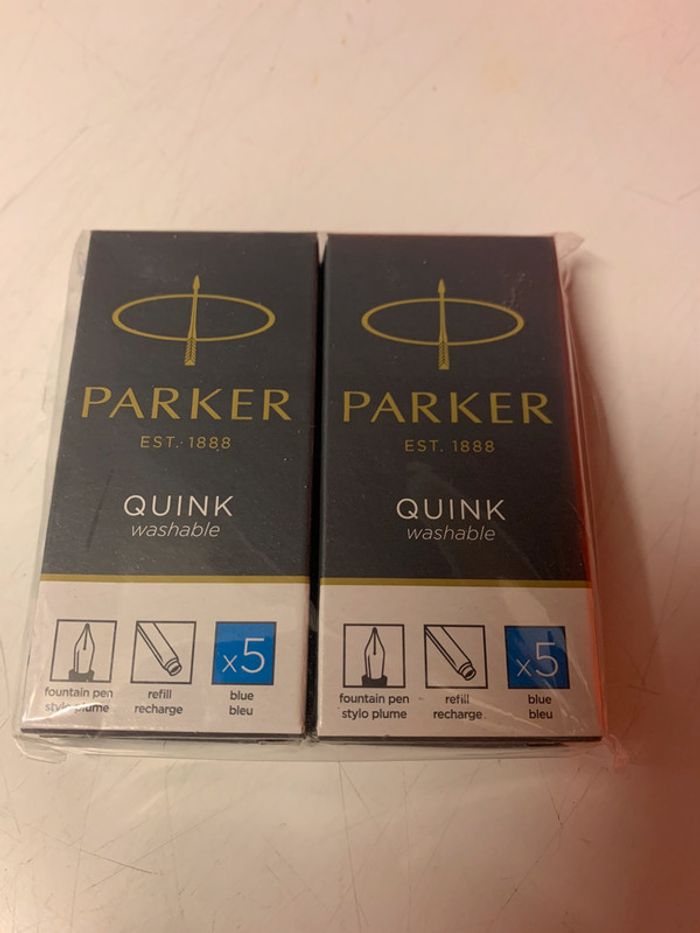 PARKER
EST. 1888
QUINK
washable
fountain pen
stylo plume
refill
recharge
x5
blue
bleu
PARKER
EST. 1888
QUINK
washable
fountain pen
stylo plume
refill
recharge
x5
blue
bleu